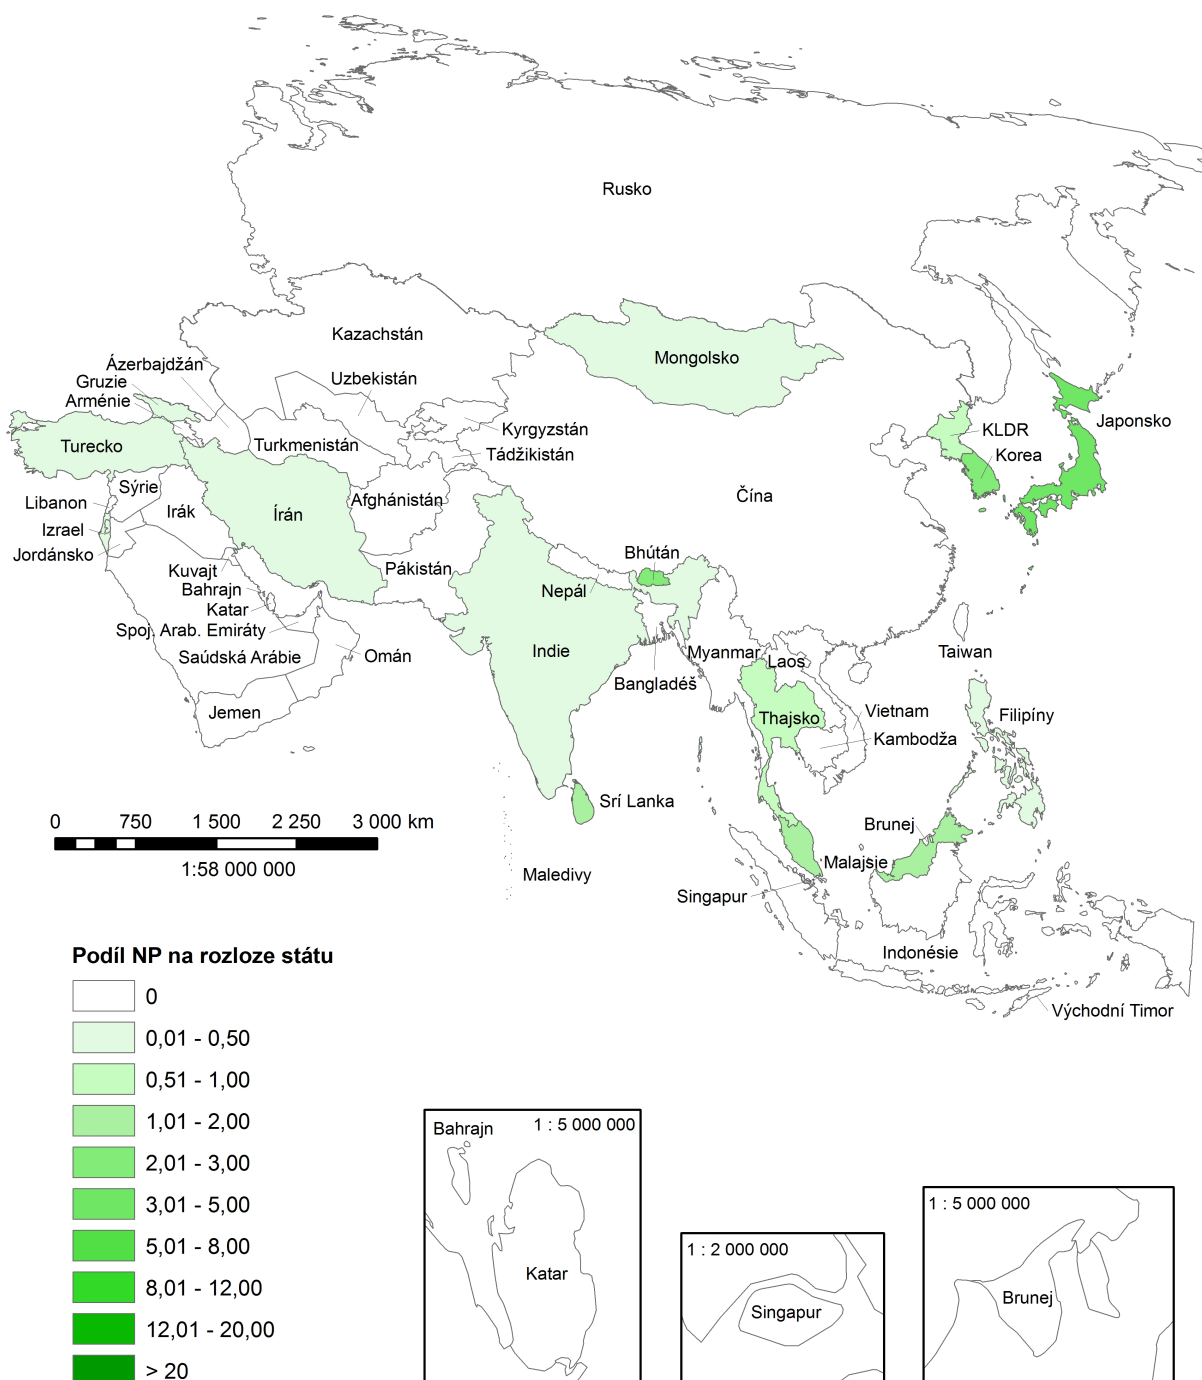 Rusko
Kazachstán
Mongolsko
Ázerbajdžán
Gruzie
Arménie
Uzbekistán
Japonsko
KLDR
Kyrgyzstán
Turecko
Turkmenistán
Korea
Tádžikistán
Sýrie
Afghánistán
Čína
Libanon
Irák
Írán
Izrael
Jordánsko
Bhútán
Kuvajt
Pákistán
Bahrajn
Nepál
Katar
Spoj. Arab. Emiráty
Saúdská Arábie
Omán
Indie
Myanmar
Laos
Taiwan
Bangladéš
Jemen
Thajsko
Vietnam
Filipíny
Kambodža
Srí Lanka
0 750 1 500 2 250 3 000 km
1:58 000 000
Brunej
Maledivy
Malajsie
Singapur
Indonésie
Východní Timor
Podíl NP na rozloze státu
0
0,01 - 0,50
0,51 - 1,00
1,01 - 2,00
2,01 - 3,00
3,01 - 5,00
5,01 - 8,00
8,01 - 12,00
12,01 - 20,00
> 20
Bahrajn
1 : 5 000 000
Katar
1 : 2 000 000
Singapur
1 : 5 000 000
Brunej